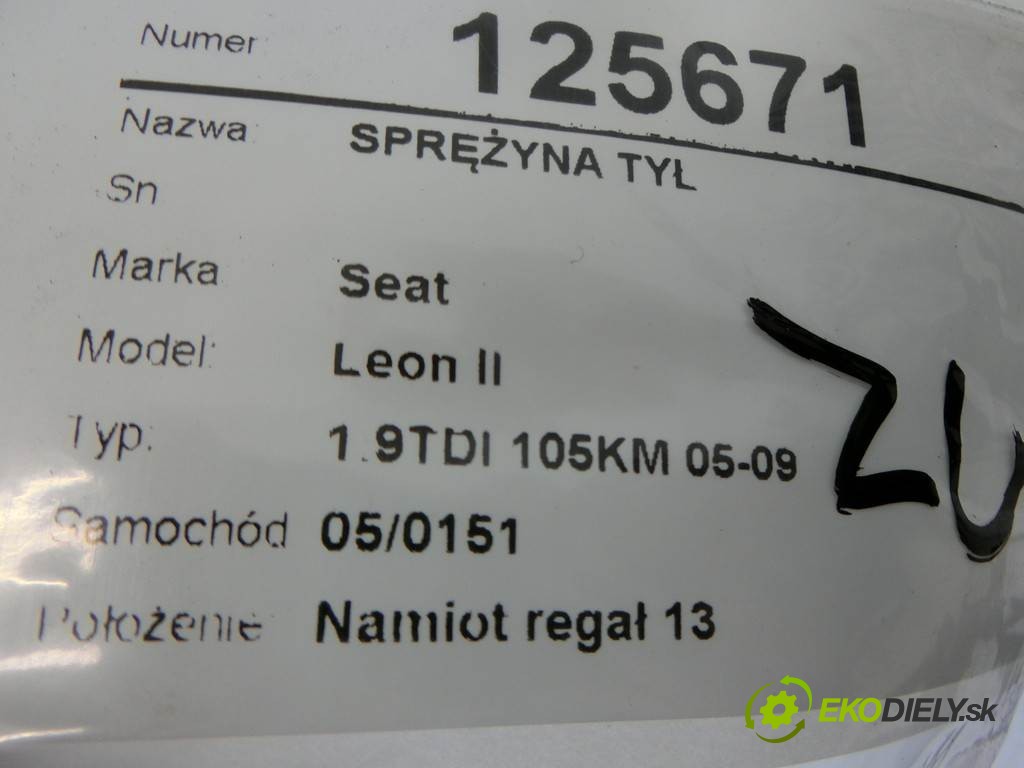 Numer 125671
Nazwa: SPRĘŻYNA TYŁ
Sn
Marka Seat
Model: Leon II
Typ: 1.9TDI 105KM 05-09
Samochód 05/0151
Położenie: Namiot regał 13
ZU
EKODIELY.sk